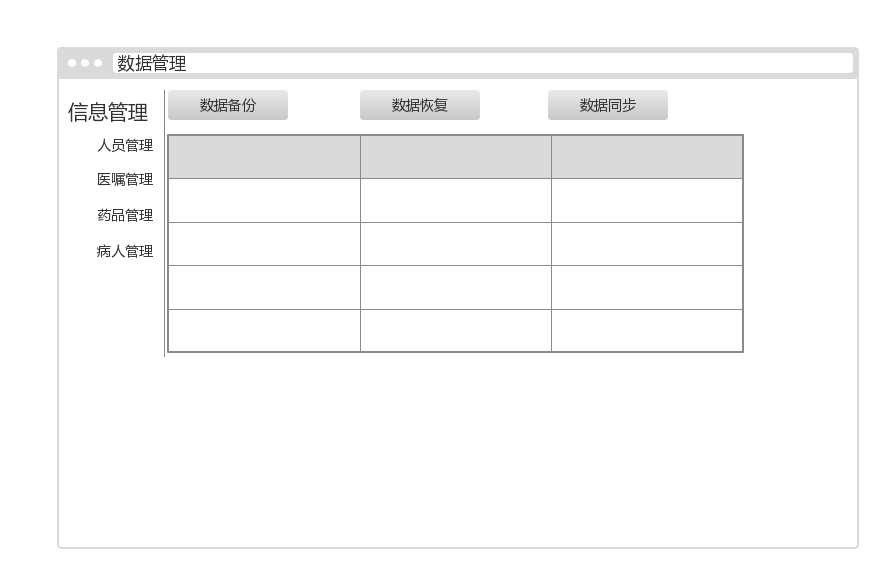 数据管理
信息管理
数据备份
数据恢复
数据同步
人员管理
医嘱管理
药品管理
病人管理